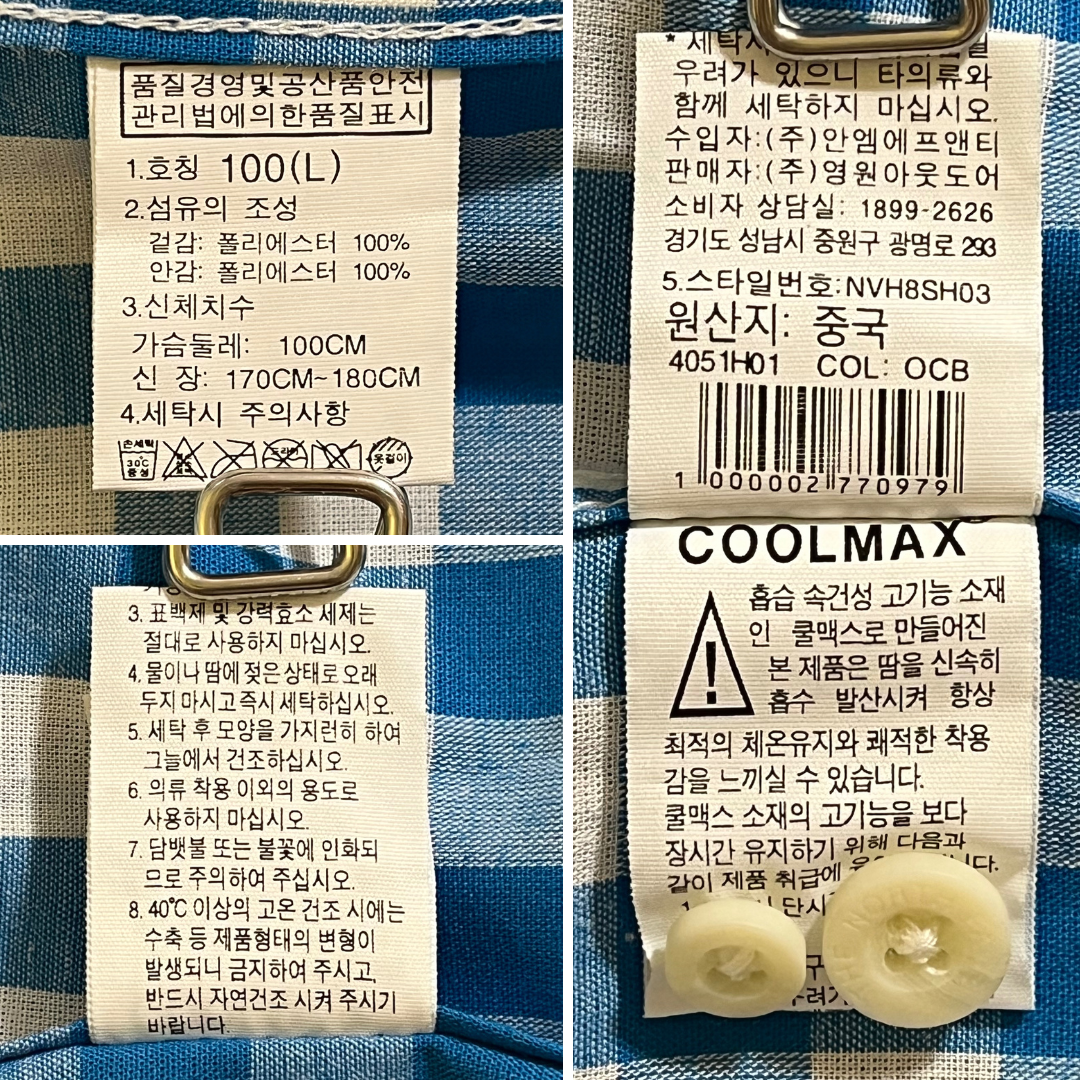 품질경영및공산품안전
관리법에의한품질표시
1.호칭 100(L)
2.섬유의 조성
겉감: 폴리에스터 100%
안감: 폴리에스터 100%
3.신체치수
가슴둘레: 100CM
신 장: 170CM~180CM
4.세탁시 주의사항
손세탁
30℃
중성
옷걸이
3. 표백제 및 강력효소 세제는
절대로 사용하지 마십시오.
4. 물이나 땀에 젖은 상태로 오래
두지 마시고 즉시 세탁하십시오.
5. 세탁 후 모양을 가지런히 하여
그늘에서 건조하십시오.
6. 의류 착용 이외의 용도로
사용하지 마십시오.
7. 담뱃불 또는 불꽃에 인화되
므로 주의하여 주십시오.
8. 40℃ 이상의 고온 건조 시에는
수축 등 제품형태의 변형이
발생되니 금지하여 주시고,
반드시 자연건조 시켜 주시기
바랍니다.
* 세탁시
우려가 있으니 타의류와
함께 세탁하지 마십시오.
수입자:(주)안엠에프앤티
판매자:(주)영원아웃도어
소비자 상담실: 1899-2626
경기도 성남시 중원구 광명로 293
5.스타일번호:NVH8SH03
원산지: 중국
4051H01 COL: OCB
1 000002 770979
COOLMAX
흡습 속건성 고기능 소재
인 쿨맥스로 만들어진
본 제품은 땀을 신속히
흡수 발산시켜 항상
최적의 체온유지와 쾌적한 착용
감을 느끼실 수 있습니다.
쿨맥스 소재의 고기능을 보다
장시간 유지하기 위해 다음과
같이 제품 취급에